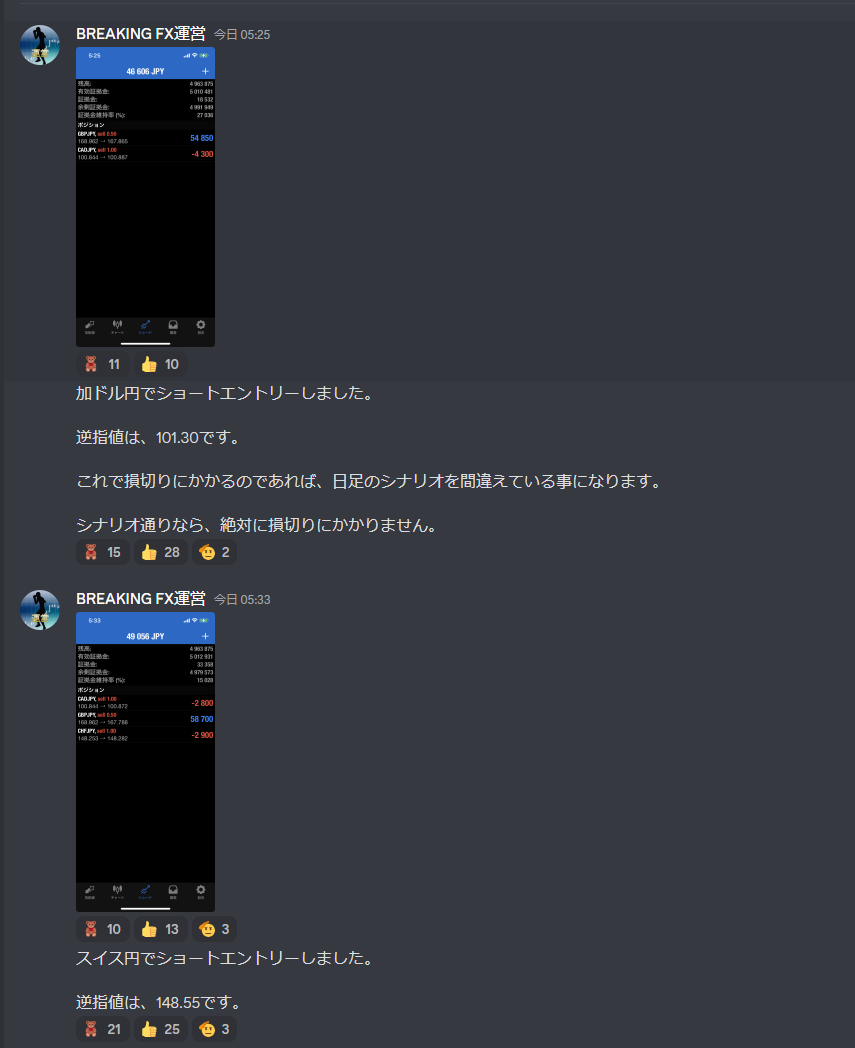 BREAKING FX運営 今日 05:25
5:25
46 606 JPY +
残高: 4 963 875
有効証拠金: 5 010 481
証拠金: 18 532
余剰証拠金: 4 991 949
証拠金維持率 (%): 27 036
ポジション
GBPJPY, sell 0.50 54 850
168.962 → 167.865
CADJPY, sell 1.00 -4 300
100.844 → 100.887
チャート
11 10
加ドル円でショートエントリーしました。
逆指値は、101.30です。
これで損切りにかかるのであれば、日足のシナリオを間違えている事になります。
シナリオ通りなら、絶対に損切りにかかりません。
15 28 2
運営
BREAKING FX運営 今日 05:33
5:33
49 056 JPY +
残高: 4 963 875
有効証拠金: 5 012 931
証拠金: 33 358
余剰証拠金: 4 979 573
証拠金維持率 (%): 15 028
ポジション
CADJPY, sell 1.00 -2 800
100.844 → 100.872
GBPJPY, sell 0.50 58 700
168.962 → 167.788
CHFJPY, sell 1.00 -2 900
148.253 → 148.282
チャート
10 13 3
スイス円でショートエントリーしました。
逆指値は、148.55です。
21 25 3